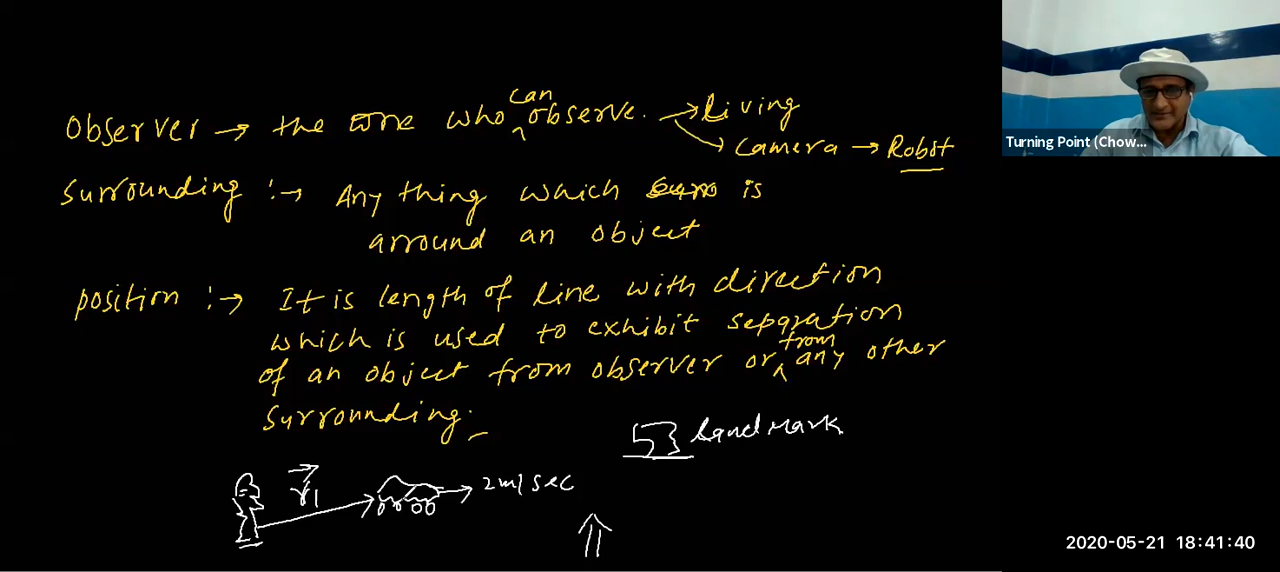 Observer → the one who can observe. → Living
→ camera → Robot
Surrounding :→ Any thing which is
arround an object
position :→ It is length of line with direction
which is used to exhibit separation
of an object from observer or from any other
surrounding.
landmark
r1 → 2m/sec
Turning Point (Chow...
2020-05-21 18:41:40